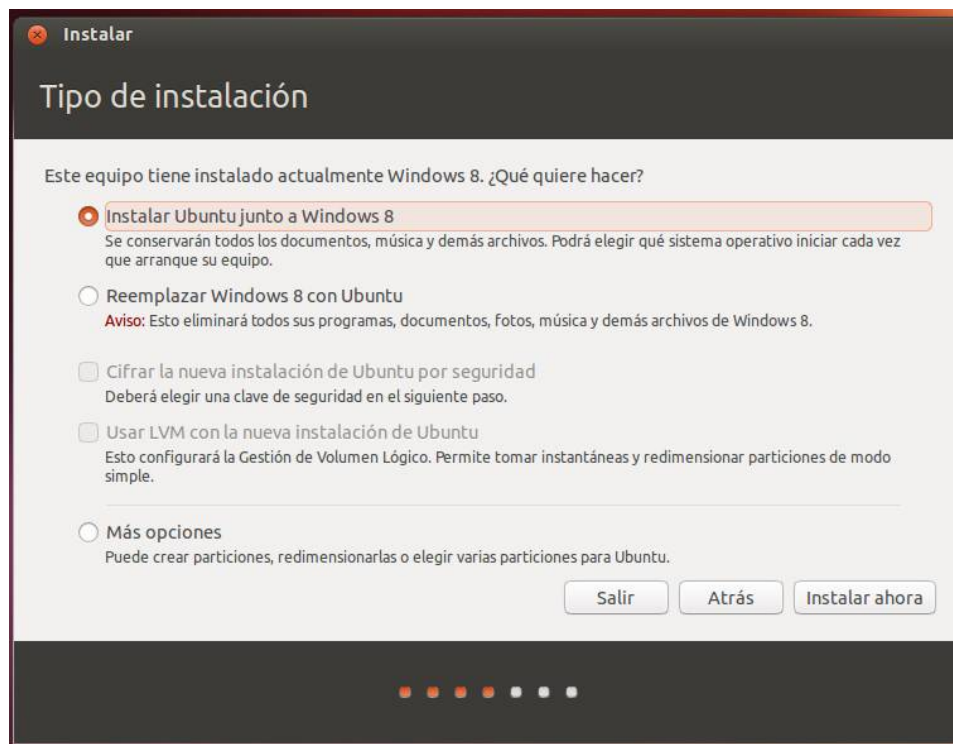 Instalar
Tipo de instalación
Este equipo tiene instalado actualmente Windows 8. ¿Qué quiere hacer?
Instalar Ubuntu junto a Windows 8
Se conservarán todos los documentos, música y demás archivos. Podrá elegir qué sistema operativo iniciar cada vez
que arranque su equipo.
Reemplazar Windows 8 con Ubuntu
Aviso: Esto eliminará todos sus programas, documentos, fotos, música y demás archivos de Windows 8.
Cifrar la nueva instalación de Ubuntu por seguridad
Deberá elegir una clave de seguridad en el siguiente paso.
Usar LVM con la nueva instalación de Ubuntu
Esto configurará la Gestión de Volumen Lógico. Permite tomar instantáneas y redimensionar particiones de modo
simple.
Más opciones
Puede crear particiones, redimensionarlas o elegir varias particiones para Ubuntu.
Salir Atrás Instalar ahora